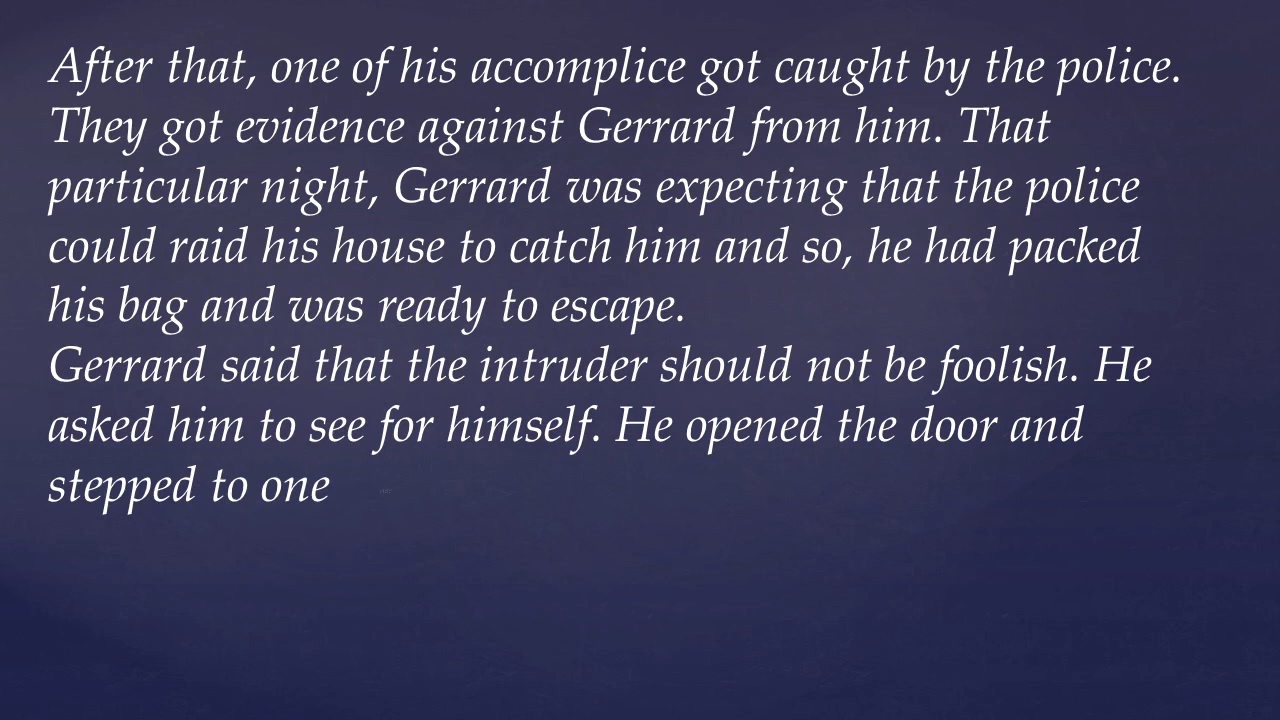 After that, one of his accomplice got caught by the police.
They got evidence against Gerrard from him. That
particular night, Gerrard was expecting that the police
could raid his house to catch him and so, he had packed
his bag and was ready to escape.
Gerrard said that the intruder should not be foolish. He
asked him to see for himself. He opened the door and
stepped to one